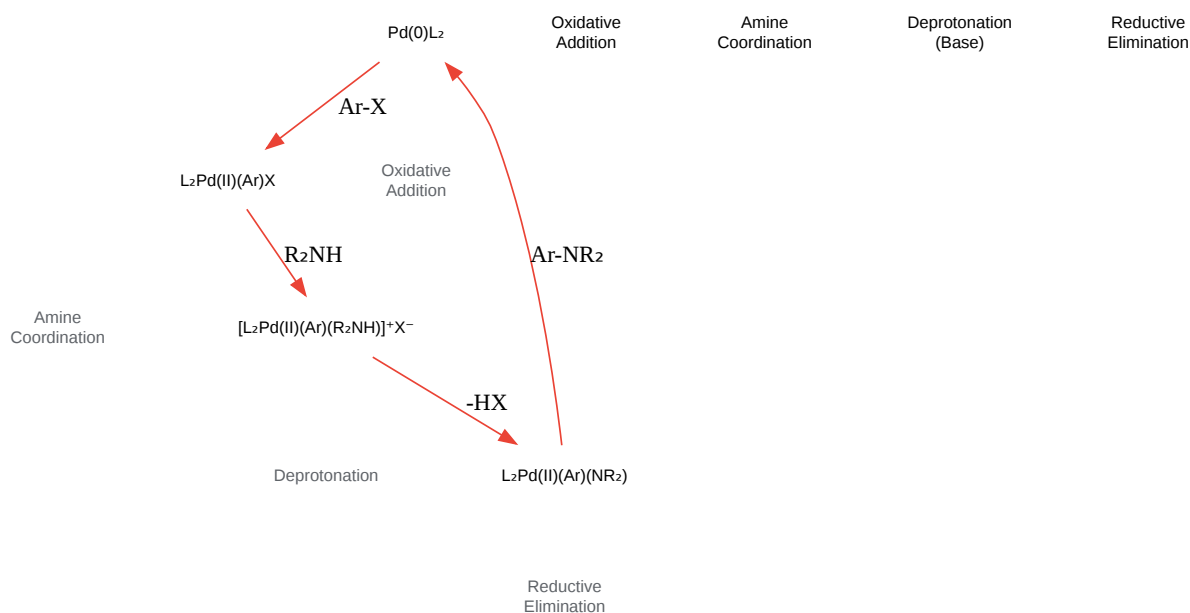 Pd(0)L₂
Oxidative
Addition
Amine
Coordination
Deprotonation
(Base)
Reductive
Elimination
Ar-X
L₂Pd(II)(Ar)X
Oxidative
Addition
R₂NH
Ar-NR₂
Amine
Coordination
[L₂Pd(II)(Ar)(R₂NH)]⁺X⁻
-HX
Deprotonation
L₂Pd(II)(Ar)(NR₂)
Reductive
Elimination